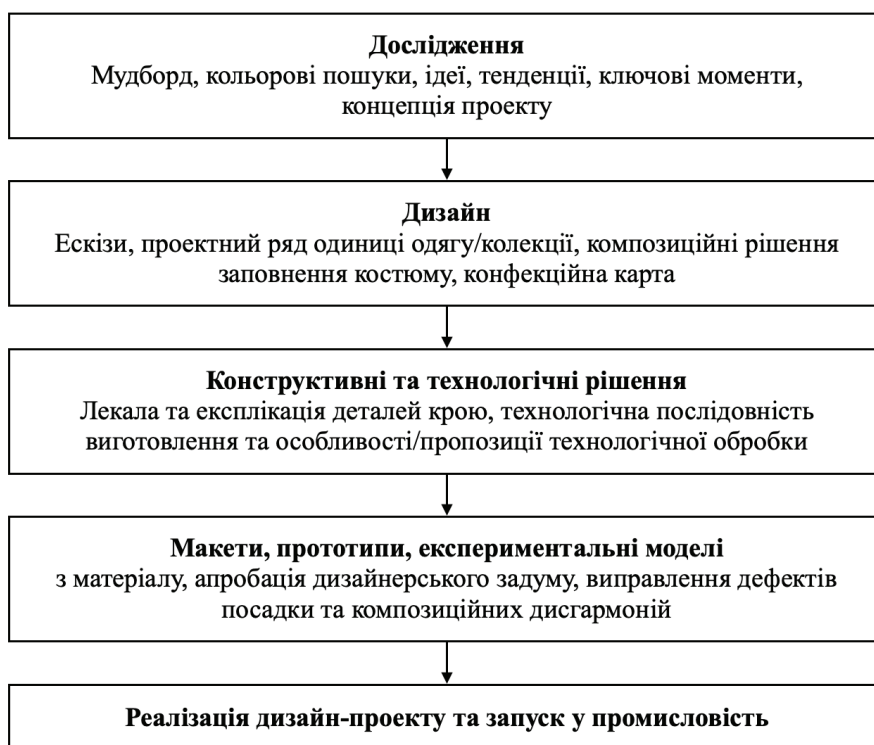 Дослідження
Мудборд, кольорові пошуки, ідеї, тенденції, ключові моменти,
концепція проекту
Дизайн
Ескізи, проектний ряд одиниці одягу/колекції, композиційні рішення
заповнення костюму, конфекційна карта
Конструктивні та технологічні рішення
Лекала та експлікація деталей крою, технологічна послідовність
виготовлення та особливості/пропозиції технологічної обробки
Макети, прототипи, експериментальні моделі
з матеріалу, апробація дизайнерського задуму, виправлення дефектів
посадки та композиційних дисгармоній
Реалізація дизайн-проекту та запуск у промисловість